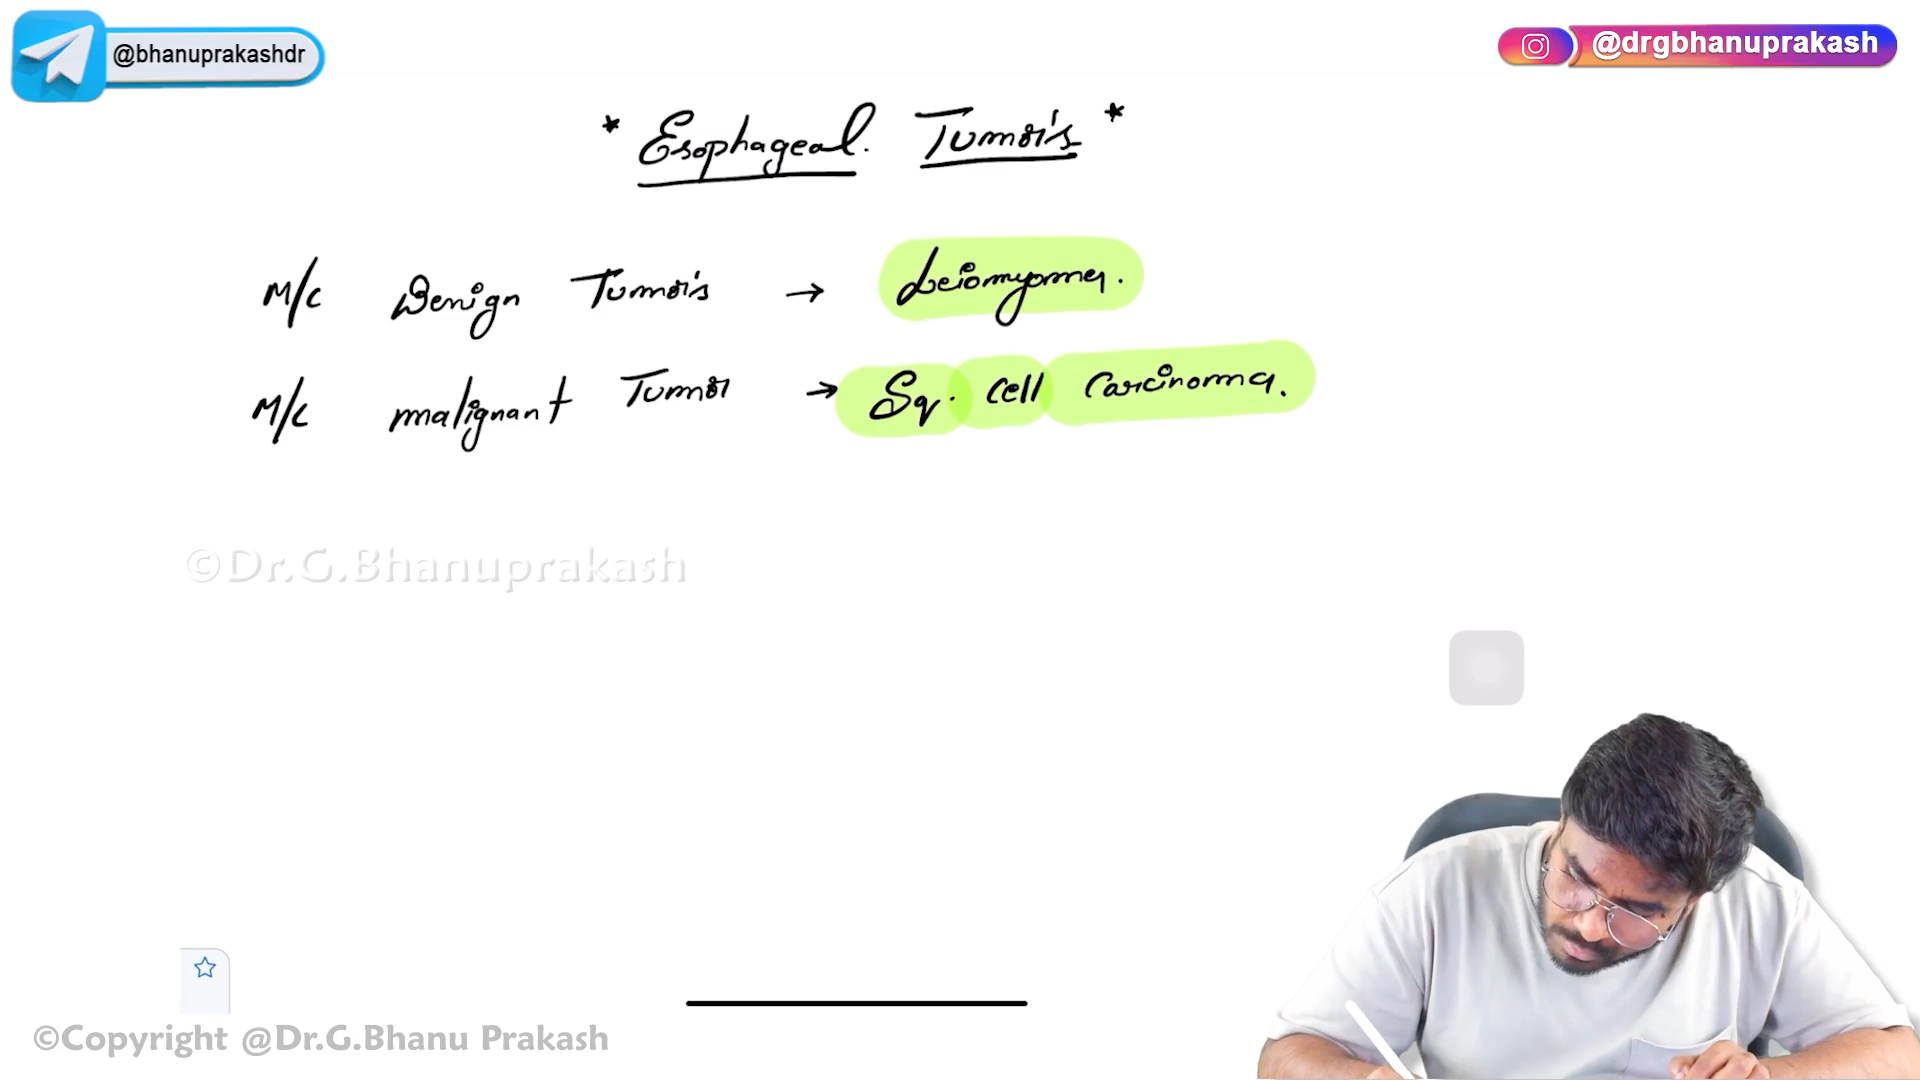 @bhanuprakashdr
@drgbhanuprakash
* Esophageal. Tumors *
M/C Benign Tumors → Leiomyoma.
M/C malignant Tumor → Sq. cell Carcinoma.
©Dr.G.Bhanuprakash
©Copyright @Dr.G.Bhanu Prakash